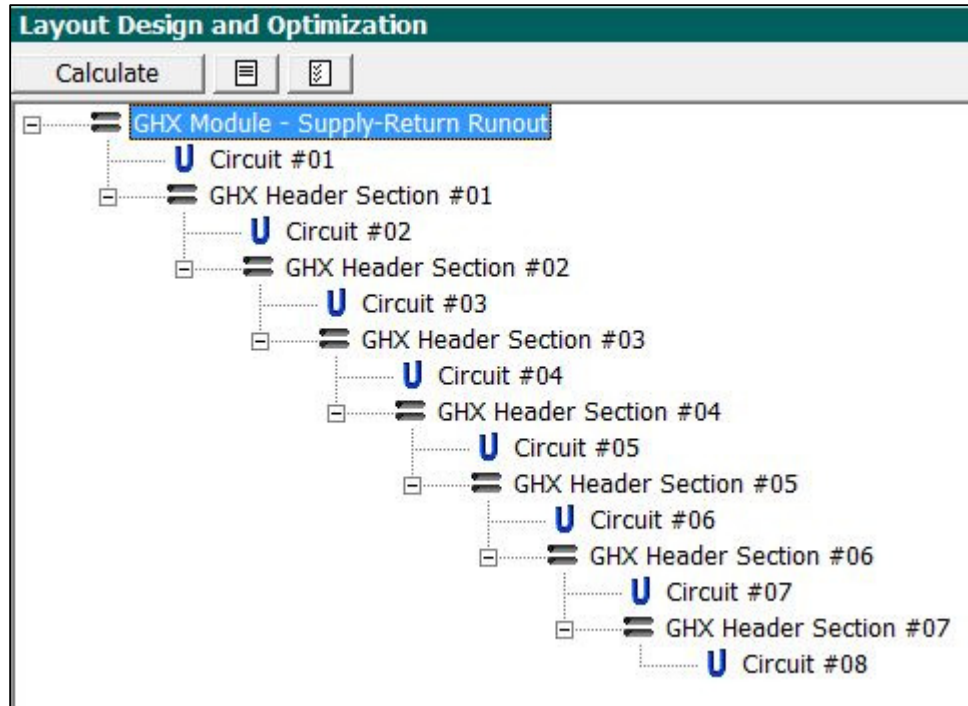 Layout Design and Optimization
Calculate
GHX Module - Supply-Return Runout
Circuit #01
GHX Header Section #01
Circuit #02
GHX Header Section #02
Circuit #03
GHX Header Section #03
Circuit #04
GHX Header Section #04
Circuit #05
GHX Header Section #05
Circuit #06
GHX Header Section #06
Circuit #07
GHX Header Section #07
Circuit #08